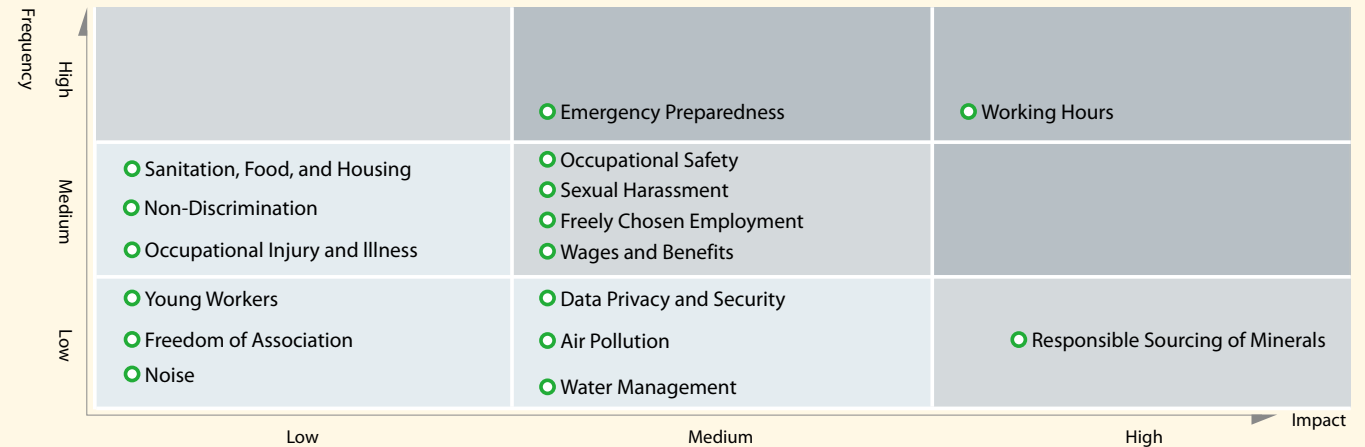 Frequency
High
Emergency Preparedness
Working Hours
Medium
Sanitation, Food, and Housing
Non-Discrimination
Occupational Injury and Illness
Occupational Safety
Sexual Harassment
Freely Chosen Employment
Wages and Benefits
Low
Young Workers
Freedom of Association
Noise
Data Privacy and Security
Air Pollution
Water Management
Responsible Sourcing of Minerals
Low
Medium
High
Impact